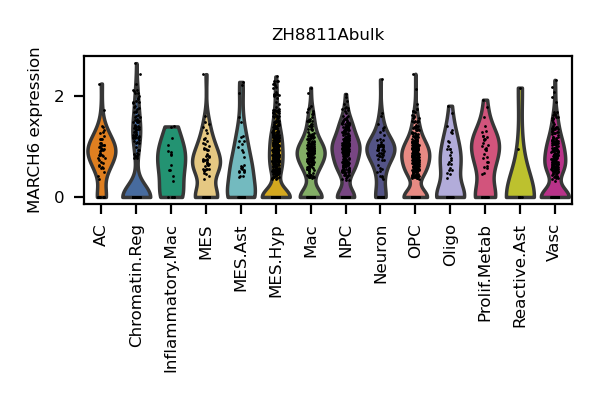 ZH8811Abulk
MARCH6 expression
2
0
AC
Chromatin.Reg
Inflammatory.Mac
MES
MES.Ast
MES.Hyp
Mac
NPC
Neuron
OPC
Oligo
Prolif.Metab
Reactive.Ast
Vasc